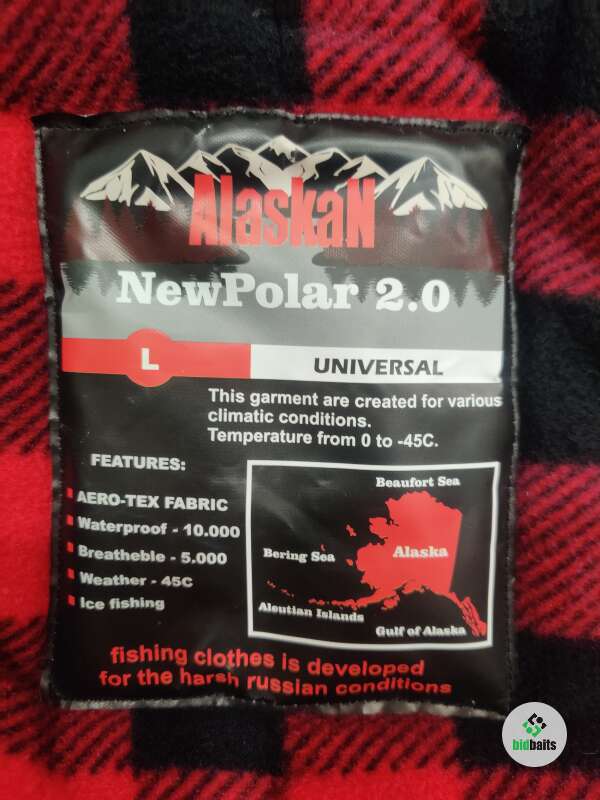 AlaskaN
NewPolar 2.0
L
UNIVERSAL
This garment are created for various
climatic conditions.
Temperature from 0 to -45C.
FEATURES:
AERO-TEX FABRIC
Waterproof - 10.000
Breatheble - 5.000
Weather - 45C
Ice fishing
Beaufort Sea
Bering Sea
Alaska
Aleutian Islands
Gulf of Alaska
fishing clothes is developed
for the harsh russian conditions
bidbaits